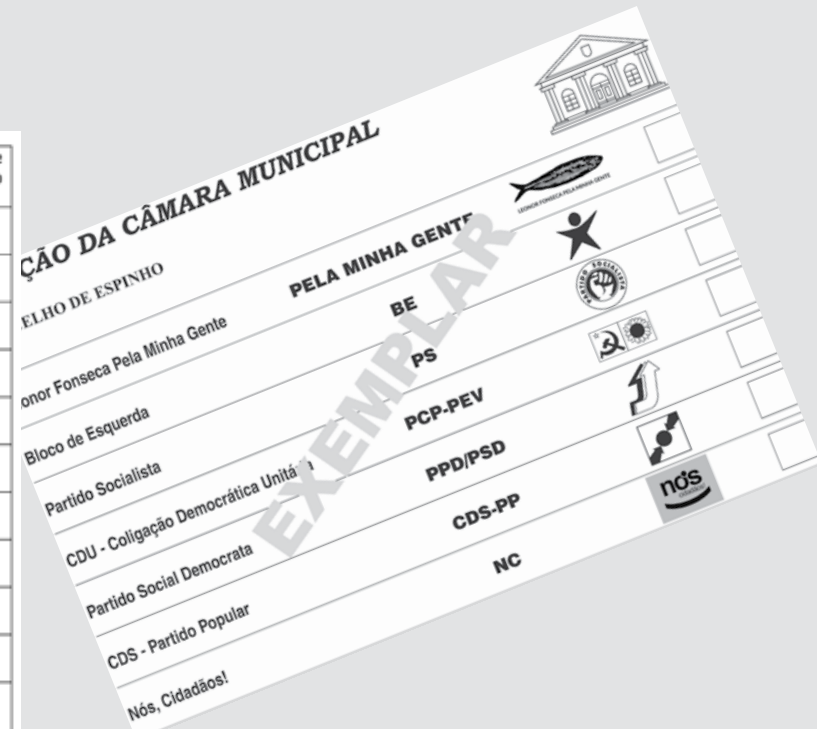 ÇÃO DA CÂMARA MUNICIPAL
ELHO DE ESPINHO
onor Fonseca Pela Minha Gente PELA MINHA GENTE LEONOR FONSECA PELA MINHA GENTE
Bloco de Esquerda BE
Partido Socialista PS PARTIDO SOCIALISTA
CDU - Coligação Democrática Unitária PCP-PEV
Partido Social Democrata PPD/PSD
CDS - Partido Popular CDS-PP
Nós, Cidadãos! NC nós cidadãos!
EXEMPLAR